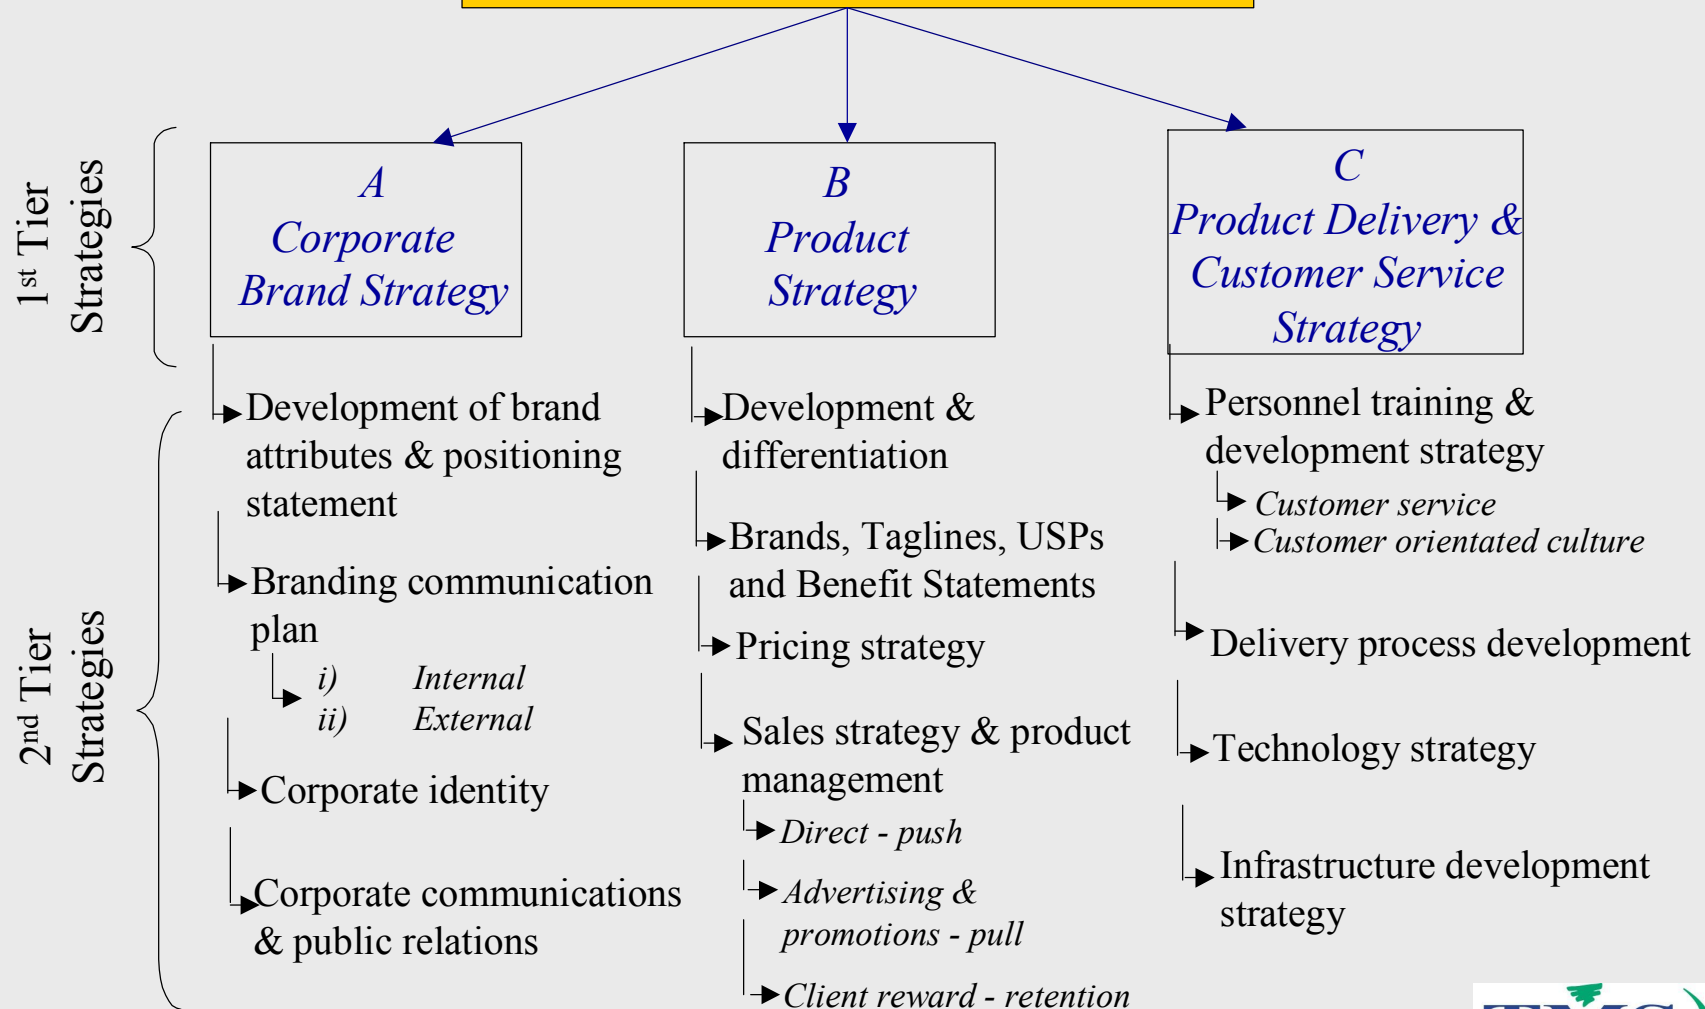 1st Tier
Strategies
A
Corporate
Brand Strategy
B
Product
Strategy
C
Product Delivery &
Customer Service
Strategy
2nd Tier
Strategies
Development of brand
attributes & positioning
statement
Branding communication
plan
i) Internal
ii) External
Corporate identity
Corporate communications
& public relations
Development &
differentiation
Brands, Taglines, USPs
and Benefit Statements
Pricing strategy
Sales strategy & product
management
Direct - push
Advertising &
promotions - pull
Client reward - retention
Personnel training &
development strategy
Customer service
Customer orientated culture
Delivery process development
Technology strategy
Infrastructure development
strategy